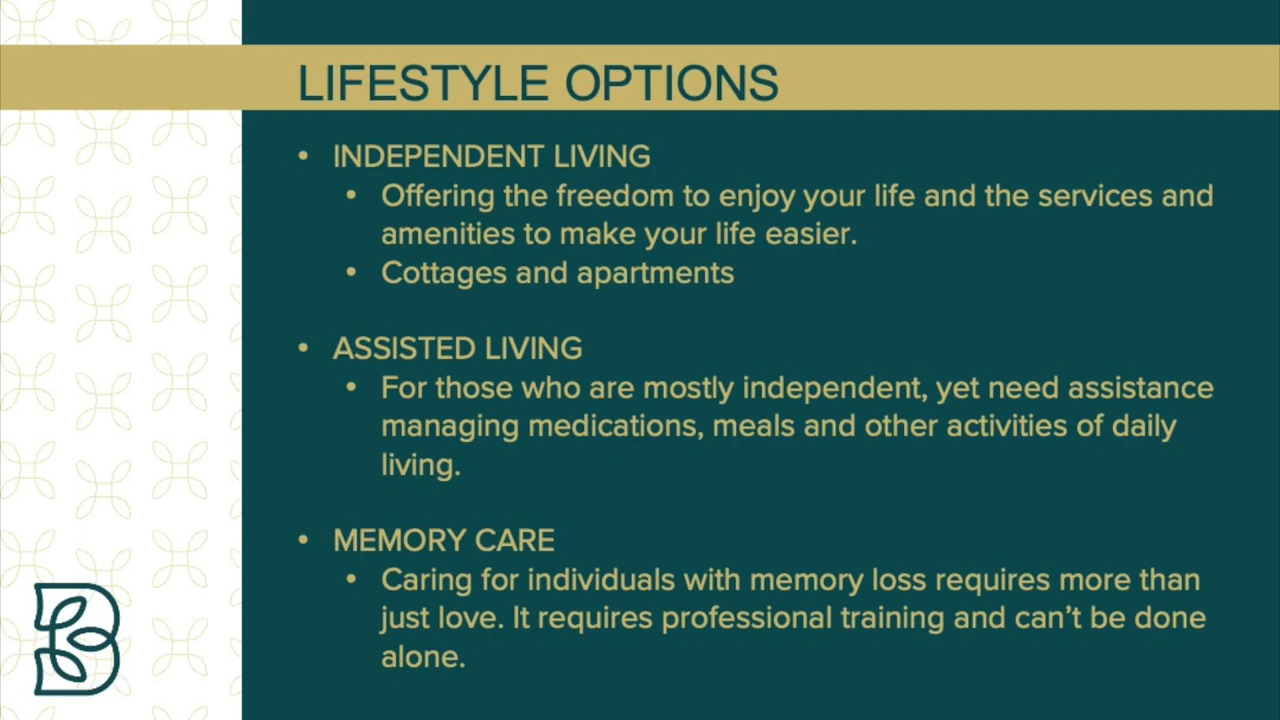 LIFESTYLE OPTIONS
• INDEPENDENT LIVING
• Offering the freedom to enjoy your life and the services and
amenities to make your life easier.
• Cottages and apartments
• ASSISTED LIVING
• For those who are mostly independent, yet need assistance
managing medications, meals and other activities of daily
living.
• MEMORY CARE
• Caring for individuals with memory loss requires more than
just love. It requires professional training and can’t be done
alone.
B